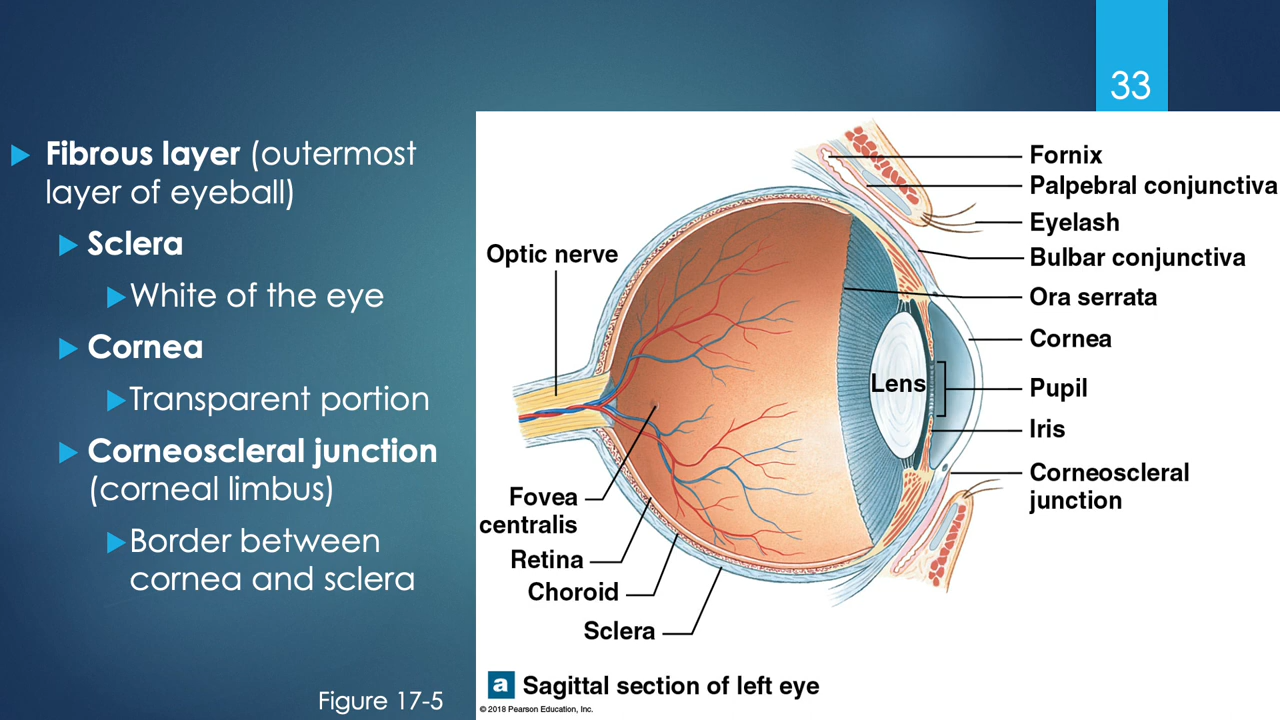 33
Fibrous layer (outermost
layer of eyeball)
Sclera
White of the eye
Cornea
Transparent portion
Corneoscleral junction
(corneal limbus)
Border between
cornea and sclera
Figure 17-5
Optic nerve
Fovea
centralis
Retina
Choroid
Sclera
Lens
Fornix
Palpebral conjunctiva
Eyelash
Bulbar conjunctiva
Ora serrata
Cornea
Pupil
Iris
Corneoscleral
junction
a Sagittal section of left eye
© 2018 Pearson Education, Inc.